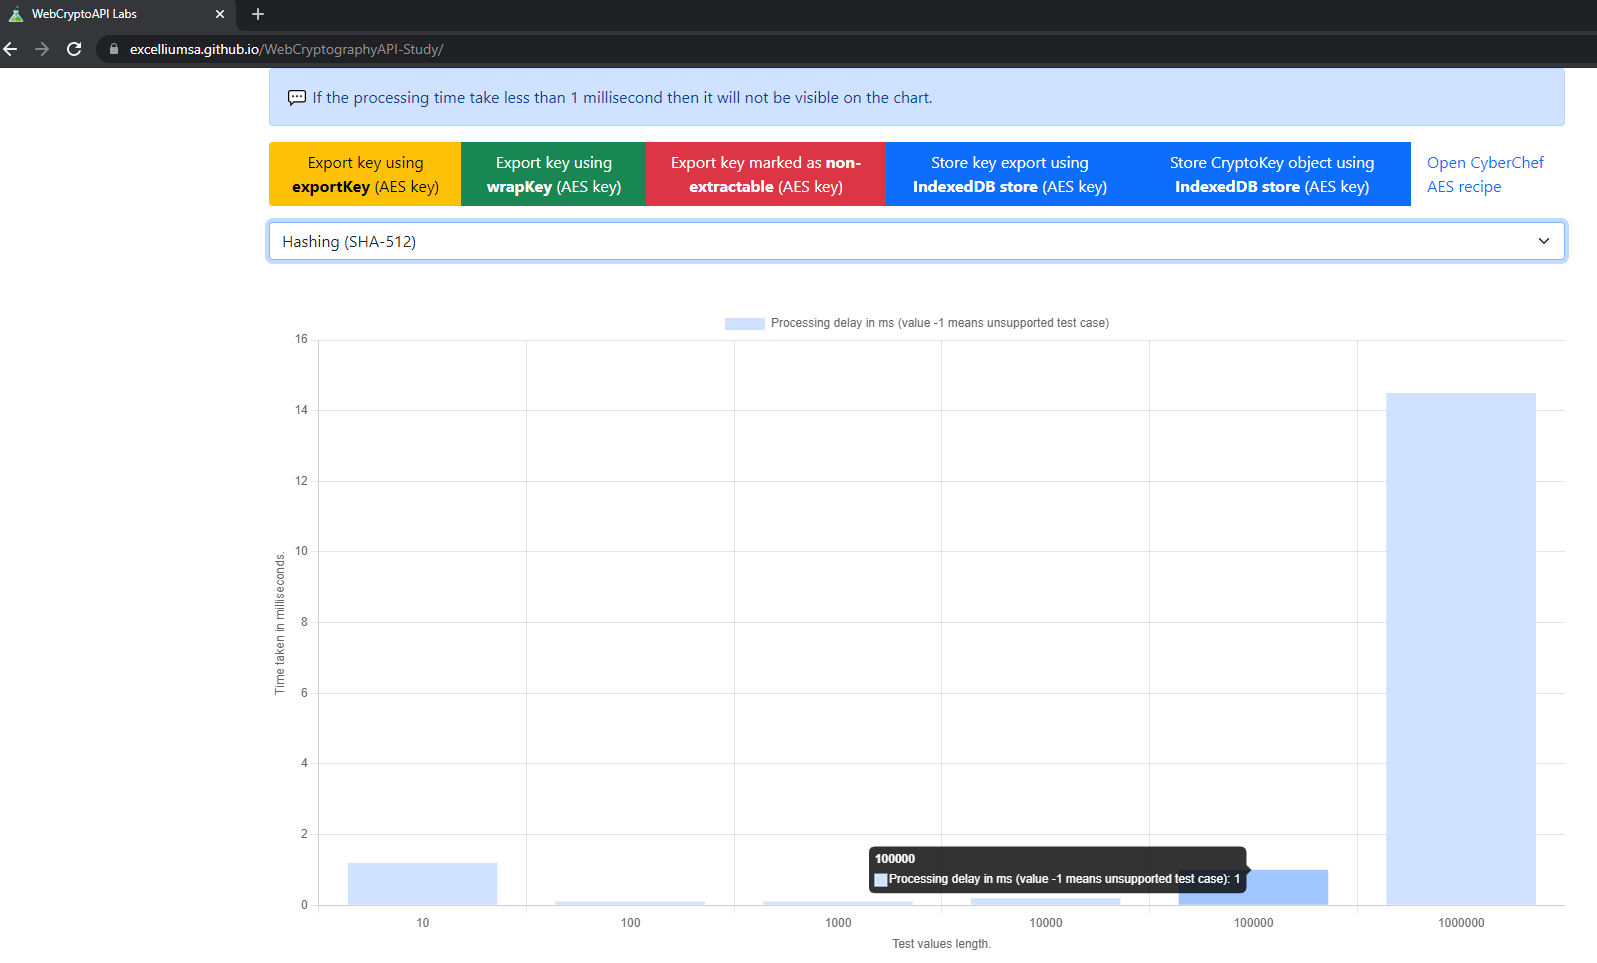 WebCryptoAPI Labs
excelliumsa.github.io/WebCryptographyAPI-Study/
If the processing time take less than 1 millisecond then it will not be visible on the chart.
Export key using
exportKey (AES key)
Export key using
wrapKey (AES key)
Export key marked as non-
extractable (AES key)
Store key export using
IndexedDB store (AES key)
Store CryptoKey object using
IndexedDB store (AES key)
Open CyberChef
AES recipe
Hashing (SHA-512)
Processing delay in ms (value -1 means unsupported test case)
16
14
12
10
8
6
4
2
0
Time taken in milliseconds.
100000
Processing delay in ms (value -1 means unsupported test case): 1
10 100 1000 10000 100000 1000000
Test values length.